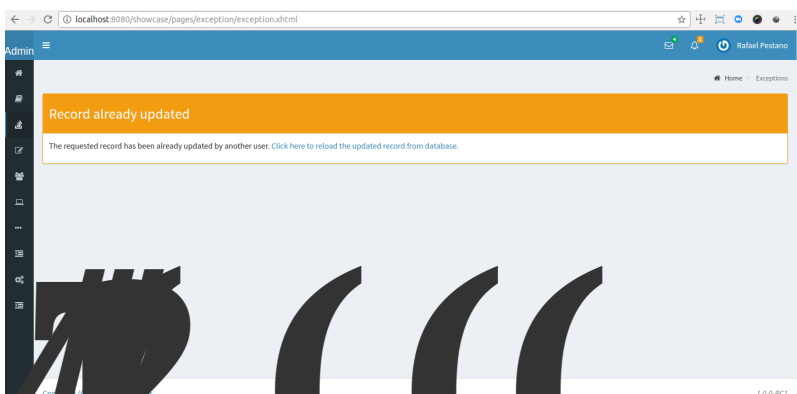 localhost:8080/showcase/pages/exception/exception.xhtml
Admin
4
2
Rafael Pestano
Home
Exceptions
Record already updated
The requested record has been already updated by another user. Click here to reload the updated record from database.
1.0.0-RC1